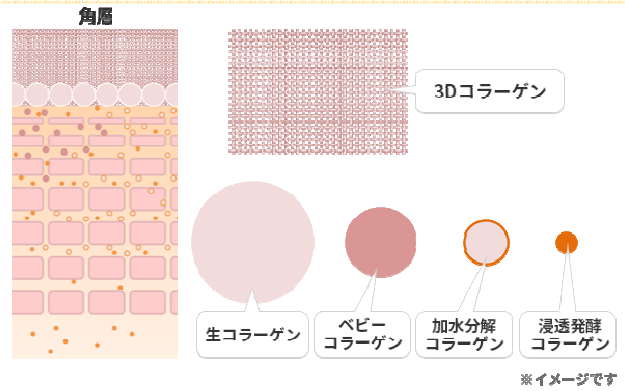 角層
3Dコラーゲン
生コラーゲン
ベビー
コラーゲン
加水分解
コラーゲン
浸透発酵
コラーゲン
※イメージです